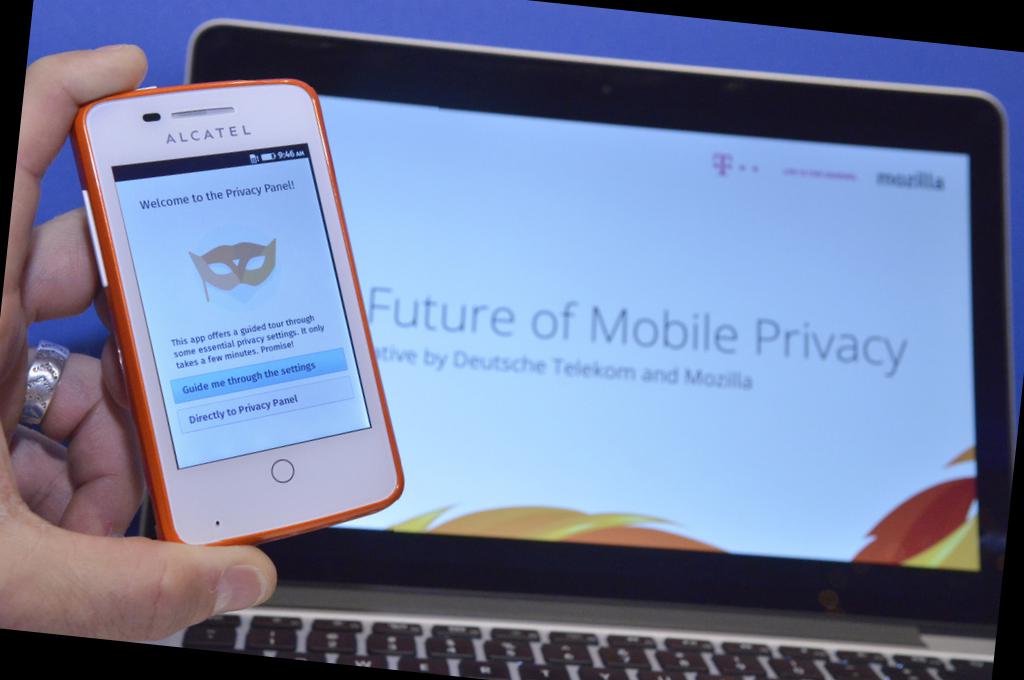 ALCATEL
9:46 AM
Welcome to the Privacy Panel!
This app offers a guided tour through
some essential privacy settings. It only
takes a few minutes. Promise!
Guide me through the settings
Directly to Privacy Panel
T
mozilla
Future of Mobile Privacy
ative by Deutsche Telekom and Mozilla